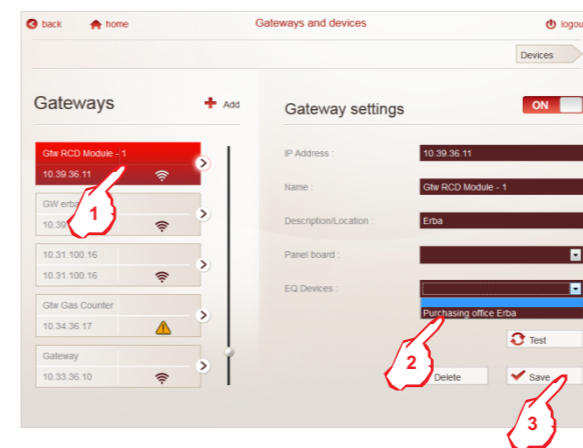 back home Gateways and devices
Devices
Gateways Add
Gtw RCD Module - 1
10.39.36.11
GW erba
10.31.100.16
10.31.100.16
Gtw Gas Counter
10.34.36.17
Gateway
10.33.36.10
1
Gateway settings ON
IP Address : 10.39.36.11
Name : Gtw RCD Module - 1
Description/Location : Erba
Panel board :
EQ Devices :
Purchasing office Erba
Test
Delete Save
2
3